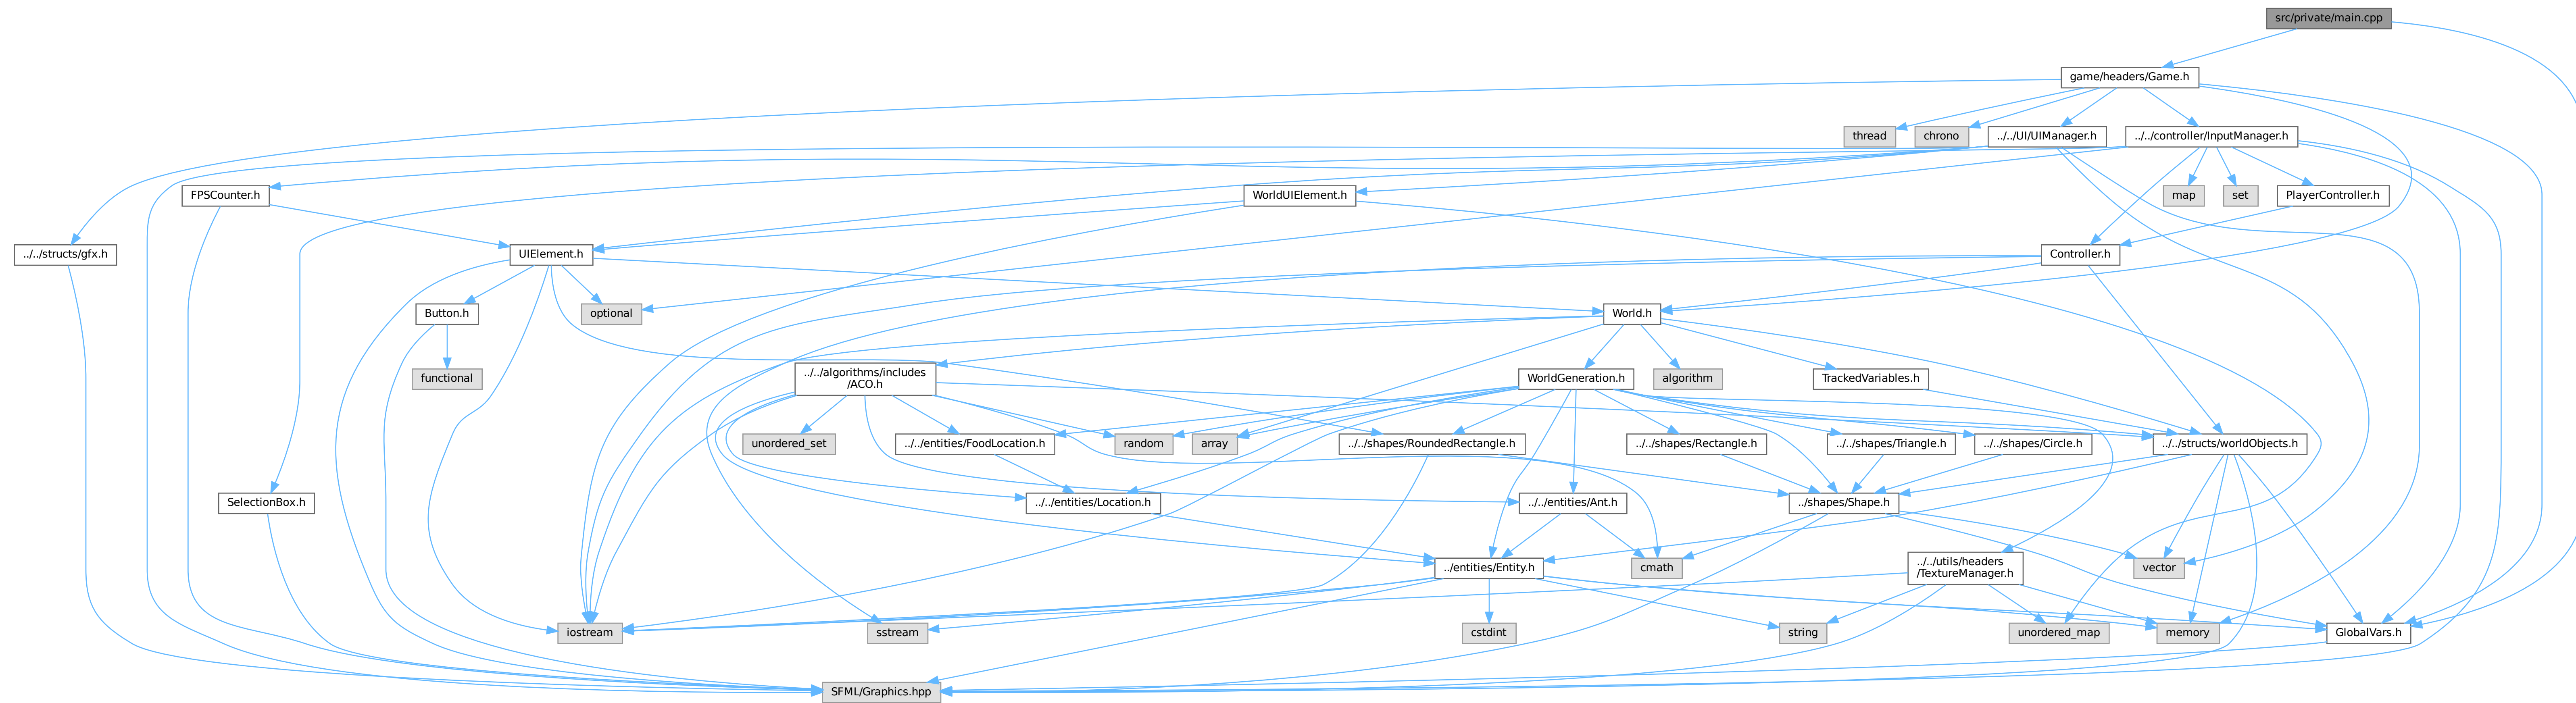 src/private/main.cpp
game/headers/Game.h
thread
chrono
../../UI/UIManager.h
../../controller/InputManager.h
FPSCounter.h
WorldUIElement.h
map
set
PlayerController.h
../../structs/gfx.h
UIElement.h
Controller.h
Button.h
optional
World.h
functional
../../algorithms/includes
/ACO.h
WorldGeneration.h
algorithm
TrackedVariables.h
unordered_set
../../entities/FoodLocation.h
random
array
../../shapes/RoundedRectangle.h
../../shapes/Rectangle.h
../../shapes/Triangle.h
../../shapes/Circle.h
../../structs/worldObjects.h
SelectionBox.h
../../entities/Location.h
../../entities/Ant.h
../shapes/Shape.h
../entities/Entity.h
cmath
../../utils/headers
/TextureManager.h
vector
iostream
sstream
cstdint
string
unordered_map
memory
GlobalVars.h
SFML/Graphics.hpp